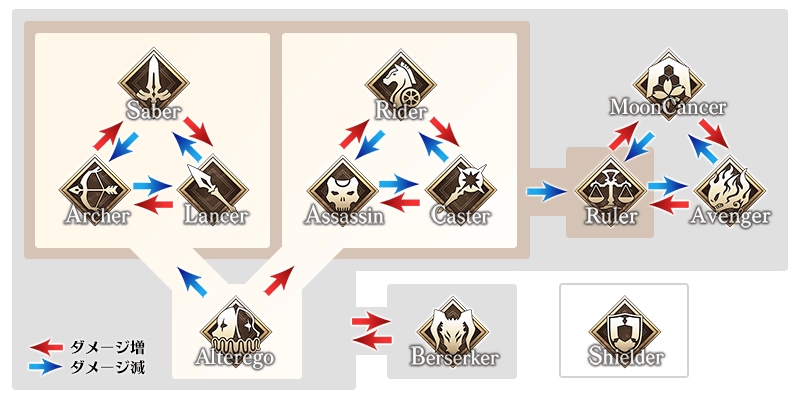 Saber
Rider
MoonCancer
Archer
Lancer
Assassin
Caster
Ruler
Avenger
Alterego
Berserker
Shielder
ダメージ増
ダメージ減